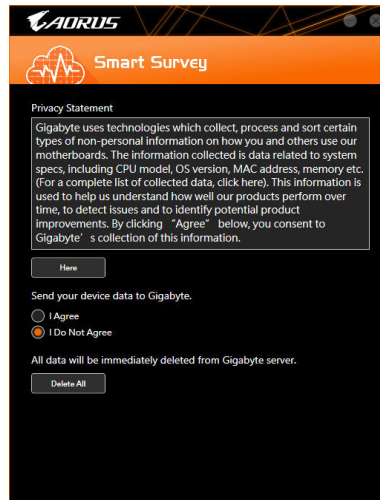 AORUS
Smart Survey
Privacy Statement
Gigabyte uses technologies which collect, process and sort certain
types of non-personal information on how you and others use our
motherboards. The information collected is data related to system
specs, including CPU model, OS version, MAC address, memory etc.
(For a complete list of collected data, click here). This information is
used to help us understand how well our products perform over
time, to detect issues and to identify potential product
improvements. By clicking “Agree” below, you consent to
Gigabyte’ s collection of this information.
Here
Send your device data to Gigabyte.
I Agree
I Do Not Agree
All data will be immediately deleted from Gigabyte server.
Delete All